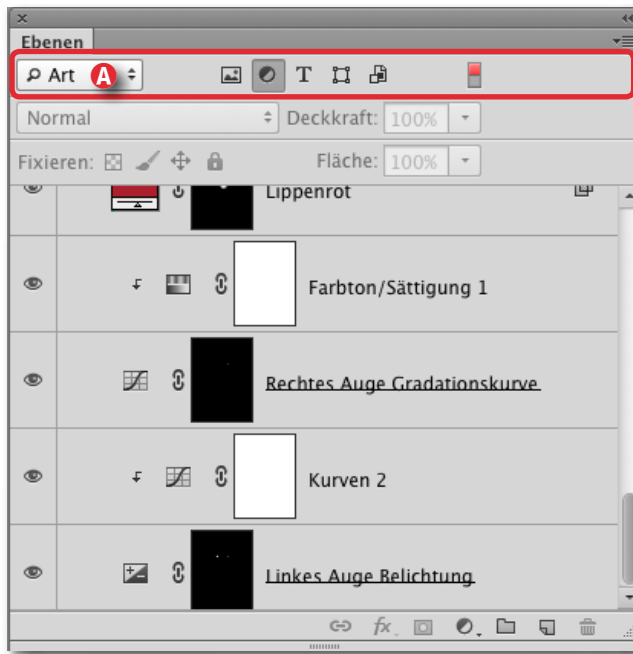 Ebenen
Art A T
Normal Deckkraft: 100%
Fixieren: Fläche: 100%
Lippenrot
Farbton/Sättigung 1
Rechtes Auge Gradationskurve
Kurven 2
Linkes Auge Belichtung
fx